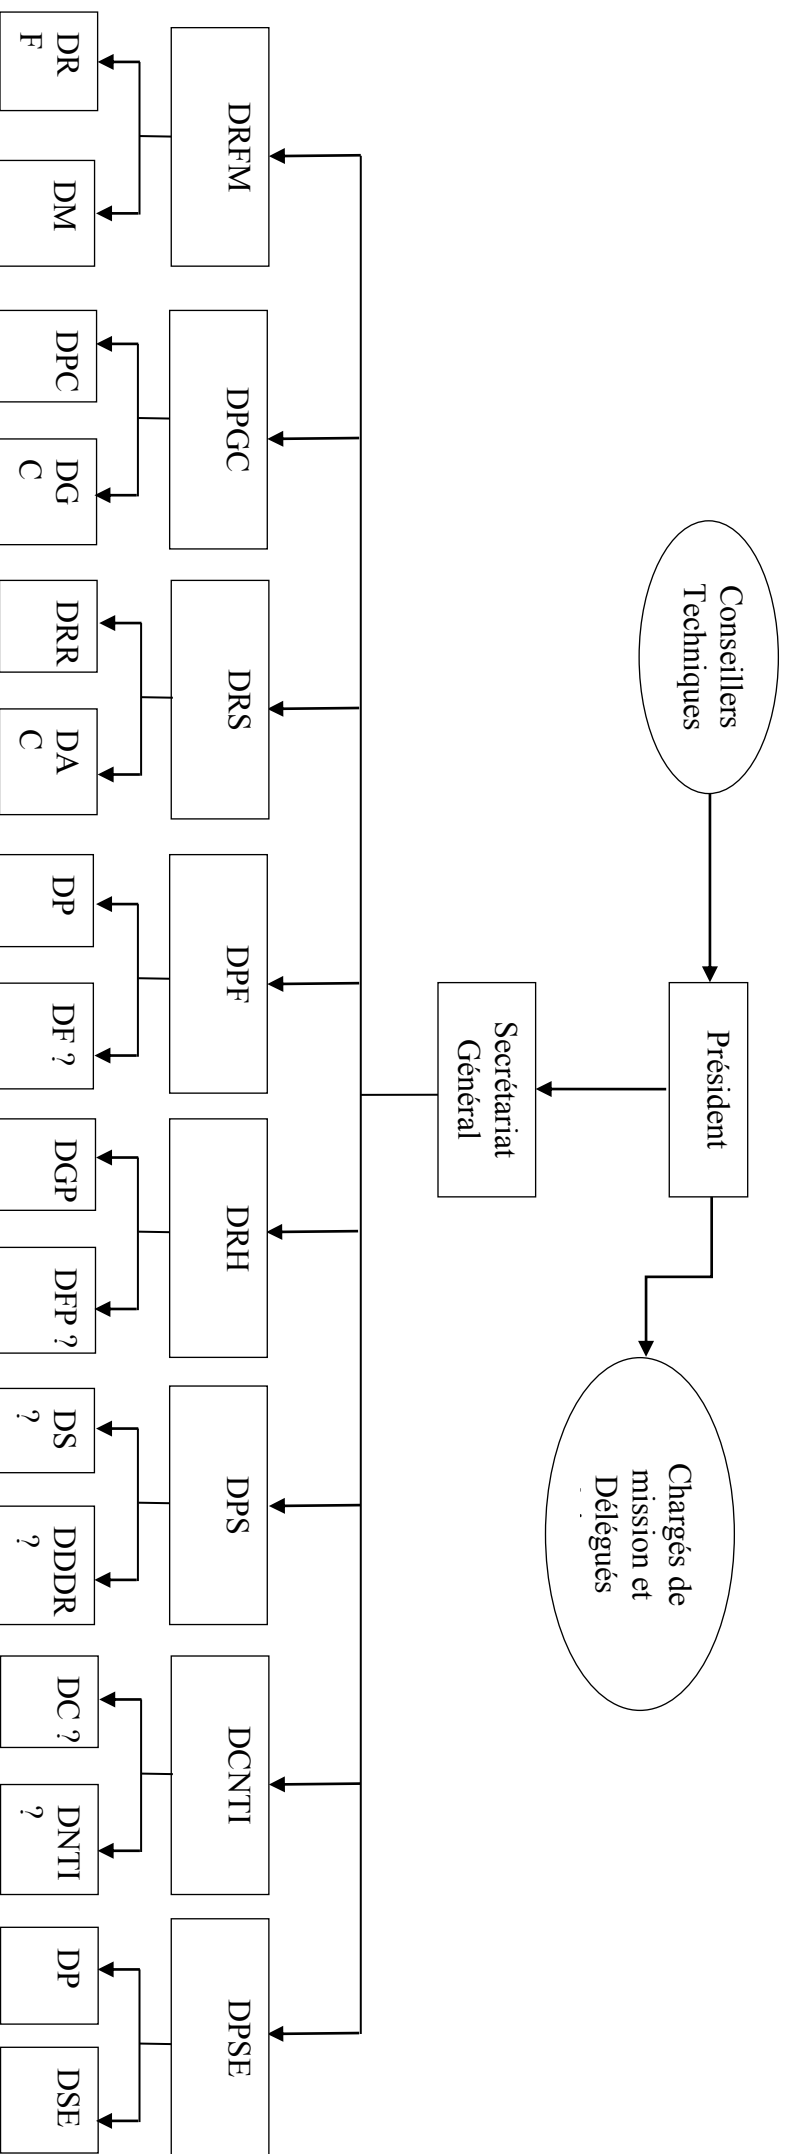 Conseillers
Techniques
Président
Chargés de
mission et
Délégués
Secrétariat
Général
DRFM
DPGC
DRS
DPF
DRH
DPS
DCNTI
DPSE
DR
F
DM
DPC
DG
C
DRR
DA
C
DP
DF ?
DGP
DFP ?
DS
?
DDDR
?
DC ?
DNTI
?
DP
DSE